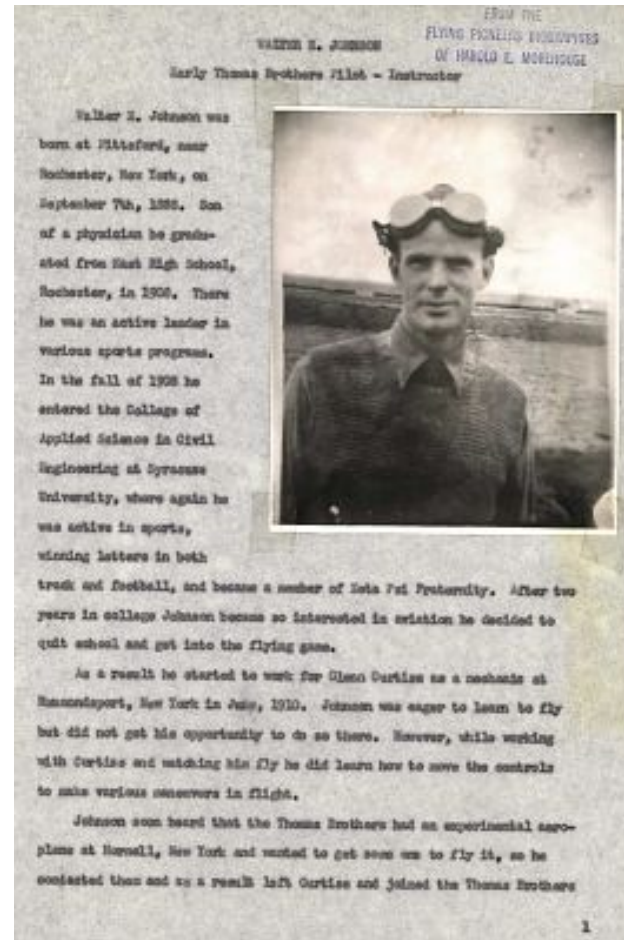 FROM THE
FLYING PIONEERS BIOGRAPHIES
OF HAROLD E. MOREHOUSE
WALTER E. JOHNSON
Early Thomas Brothers Pilot - Instructor
Walter E. Johnson was
born at Pittsford, near
Rochester, New York, on
September 7th, 1888. Son
of a physician he gradu-
ated from East High School,
Rochester, in 1908. There
he was an active leader in
various sports programs.
In the fall of 1908 he
entered the College of
Applied Science in Civil
Engineering at Syracuse
University, where again he
was active in sports,
winning letters in both
track and football, and became a member of Zeta Psi Fraternity. After two
years in college Johnson became so interested in aviation he decided to
quit school and get into the flying game.
As a result he started to work for Glenn Curtiss as a mechanic at
Hammondsport, New York in June, 1910. Johnson was eager to learn to fly
but did not get his opportunity to do so there. However, while working
with Curtiss and watching him fly he did learn how to move the controls
to make various maneuvers in flight.
Johnson soon heard that the Thomas Brothers had an experimental aero-
plane at Hornell, New York and wanted to get some one to fly it, so he
contacted them and as a result left Curtiss and joined the Thomas Brothers
1